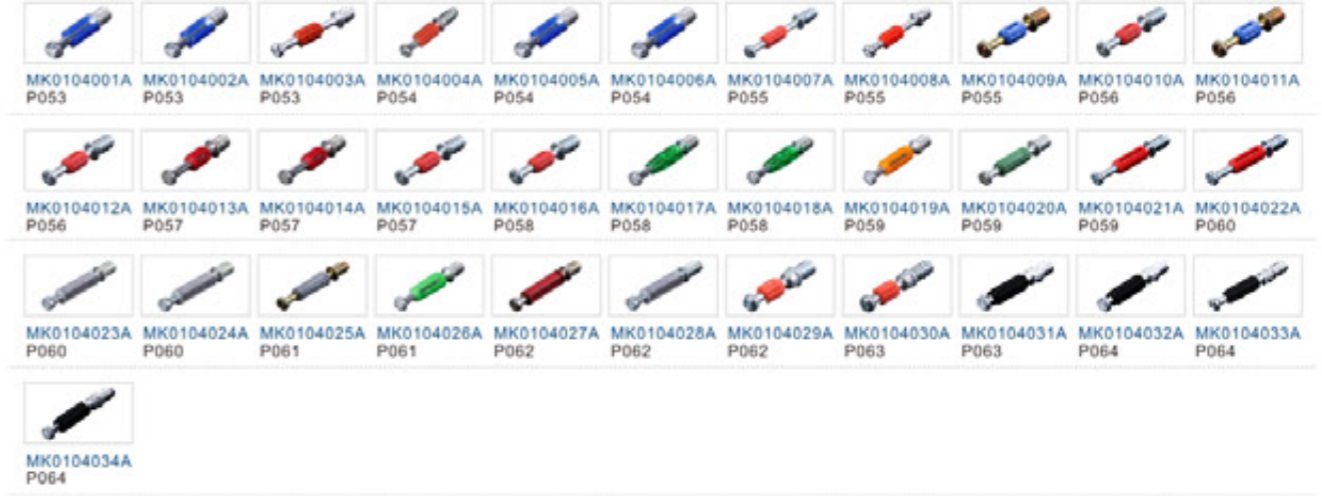 MK0104001A MK0104002A MK0104003A MK0104004A MK0104005A MK0104006A MK0104007A MK0104008A MK0104009A MK0104010A MK0104011A
P053 P053 P053 P054 P054 P054 P055 P055 P055 P056 P056
MK0104012A MK0104013A MK0104014A MK0104015A MK0104016A MK0104017A MK0104018A MK0104019A MK0104020A MK0104021A MK0104022A
P056 P057 P057 P057 P058 P058 P058 P059 P059 P059 P060
MK0104023A MK0104024A MK0104025A MK0104026A MK0104027A MK0104028A MK0104029A MK0104030A MK0104031A MK0104032A MK0104033A
P060 P060 P061 P061 P062 P062 P062 P063 P063 P064 P064
MK0104034A
P064